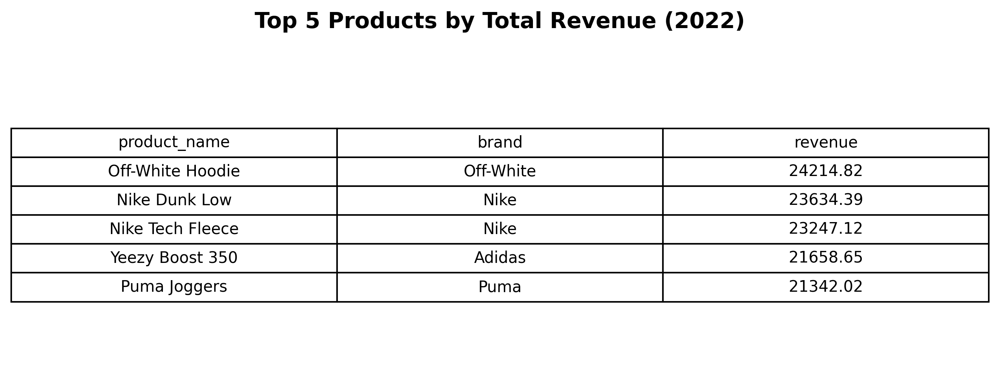 Top 5 Products by Total Revenue (2022)
product_name brand revenue
Off-White Hoodie Off-White 24214.82
Nike Dunk Low Nike 23634.39
Nike Tech Fleece Nike 23247.12
Yeezy Boost 350 Adidas 21658.65
Puma Joggers Puma 21342.02